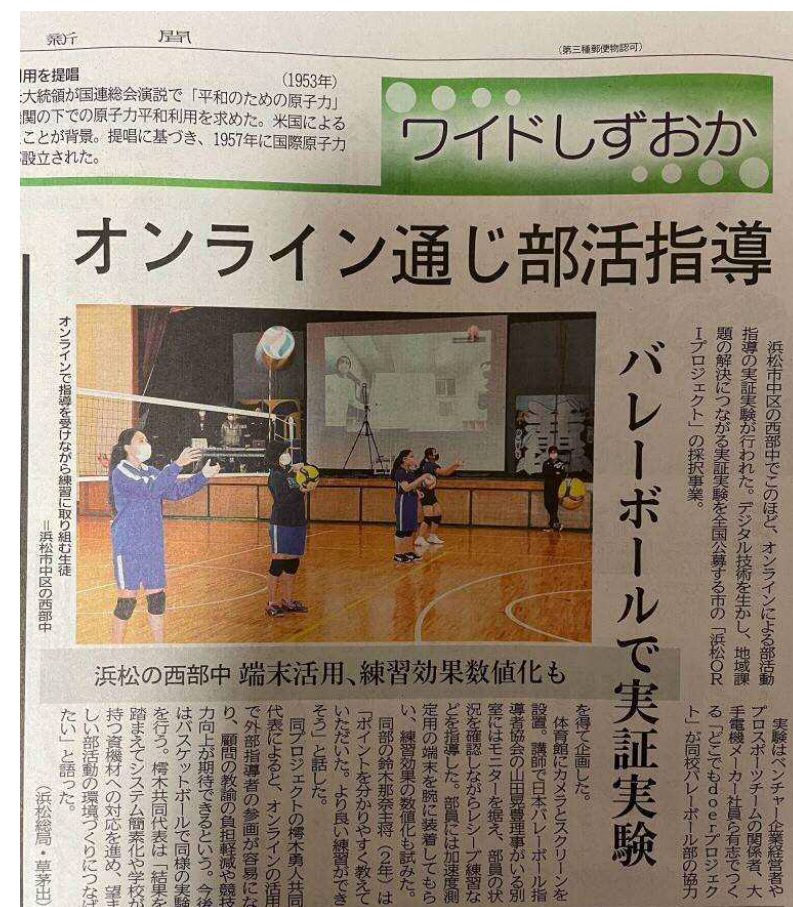 新 聞
（第三種郵便物認可）
用を提唱 （1953年）
大統領が国連総会演説で「平和のための原子力」
関の下での原子力平和利用を求めた。米国による
ことが背景。提唱に基づき、1957年に国際原子力
設立された。
ワイドしずおか
オンライン通じ部活指導
バレーボールで実証実験
浜松の西部中 端末活用、練習効果数値化も
オンラインで指導を受けながら練習に取り組む生徒
＝浜松市中区の西部中
浜松市中区の西部中でこのほど、オンラインによる部活動
指導の実証実験が行われた。デジタル技術を生かし、地域課
題の解決につながる実証実験を全国公募する市の「浜松ＯＲ
Ｉプロジェクト」の採択事業。
実験はベンチャー企業経営者や
プロスポーツチームの関係者、大
手電機メーカー社員ら有志でつく
る「どこでもｄｏｅｒプロジェク
ト」が同校バレーボール部の協力
を得て企画した。
体育館にカメラとスクリーンを
設置。講師で日本バレーボール指
導者協会の山田晃豊理事がいる別
室にはモニターを据え、部員の状
況を確認しながらレシーブ練習な
どを指導した。部員には加速度測
定用の端末を腕に装着してもら
い、練習効果の数値化も試みた。
同部の鈴木那奈主将（２年）は
「ポイントを分かりやすく教えて
いただいた。より良い練習ができ
そう」と話した。
同プロジェクトの樗木勇人共同
代表によると、オンラインの活用
で外部指導者の参画が容易にな
り、顧問の教諭の負担軽減や競技
力向上が期待できるという。今後
はバスケットボールで同様の実験
を行う。樗木共同代表は「結果を
踏まえてシステム簡素化や学校が
持つ資機材への対応を進め、望ま
しい部活動の環境づくりにつなげ
たい」と語った。
（浜松総局・草茅出）